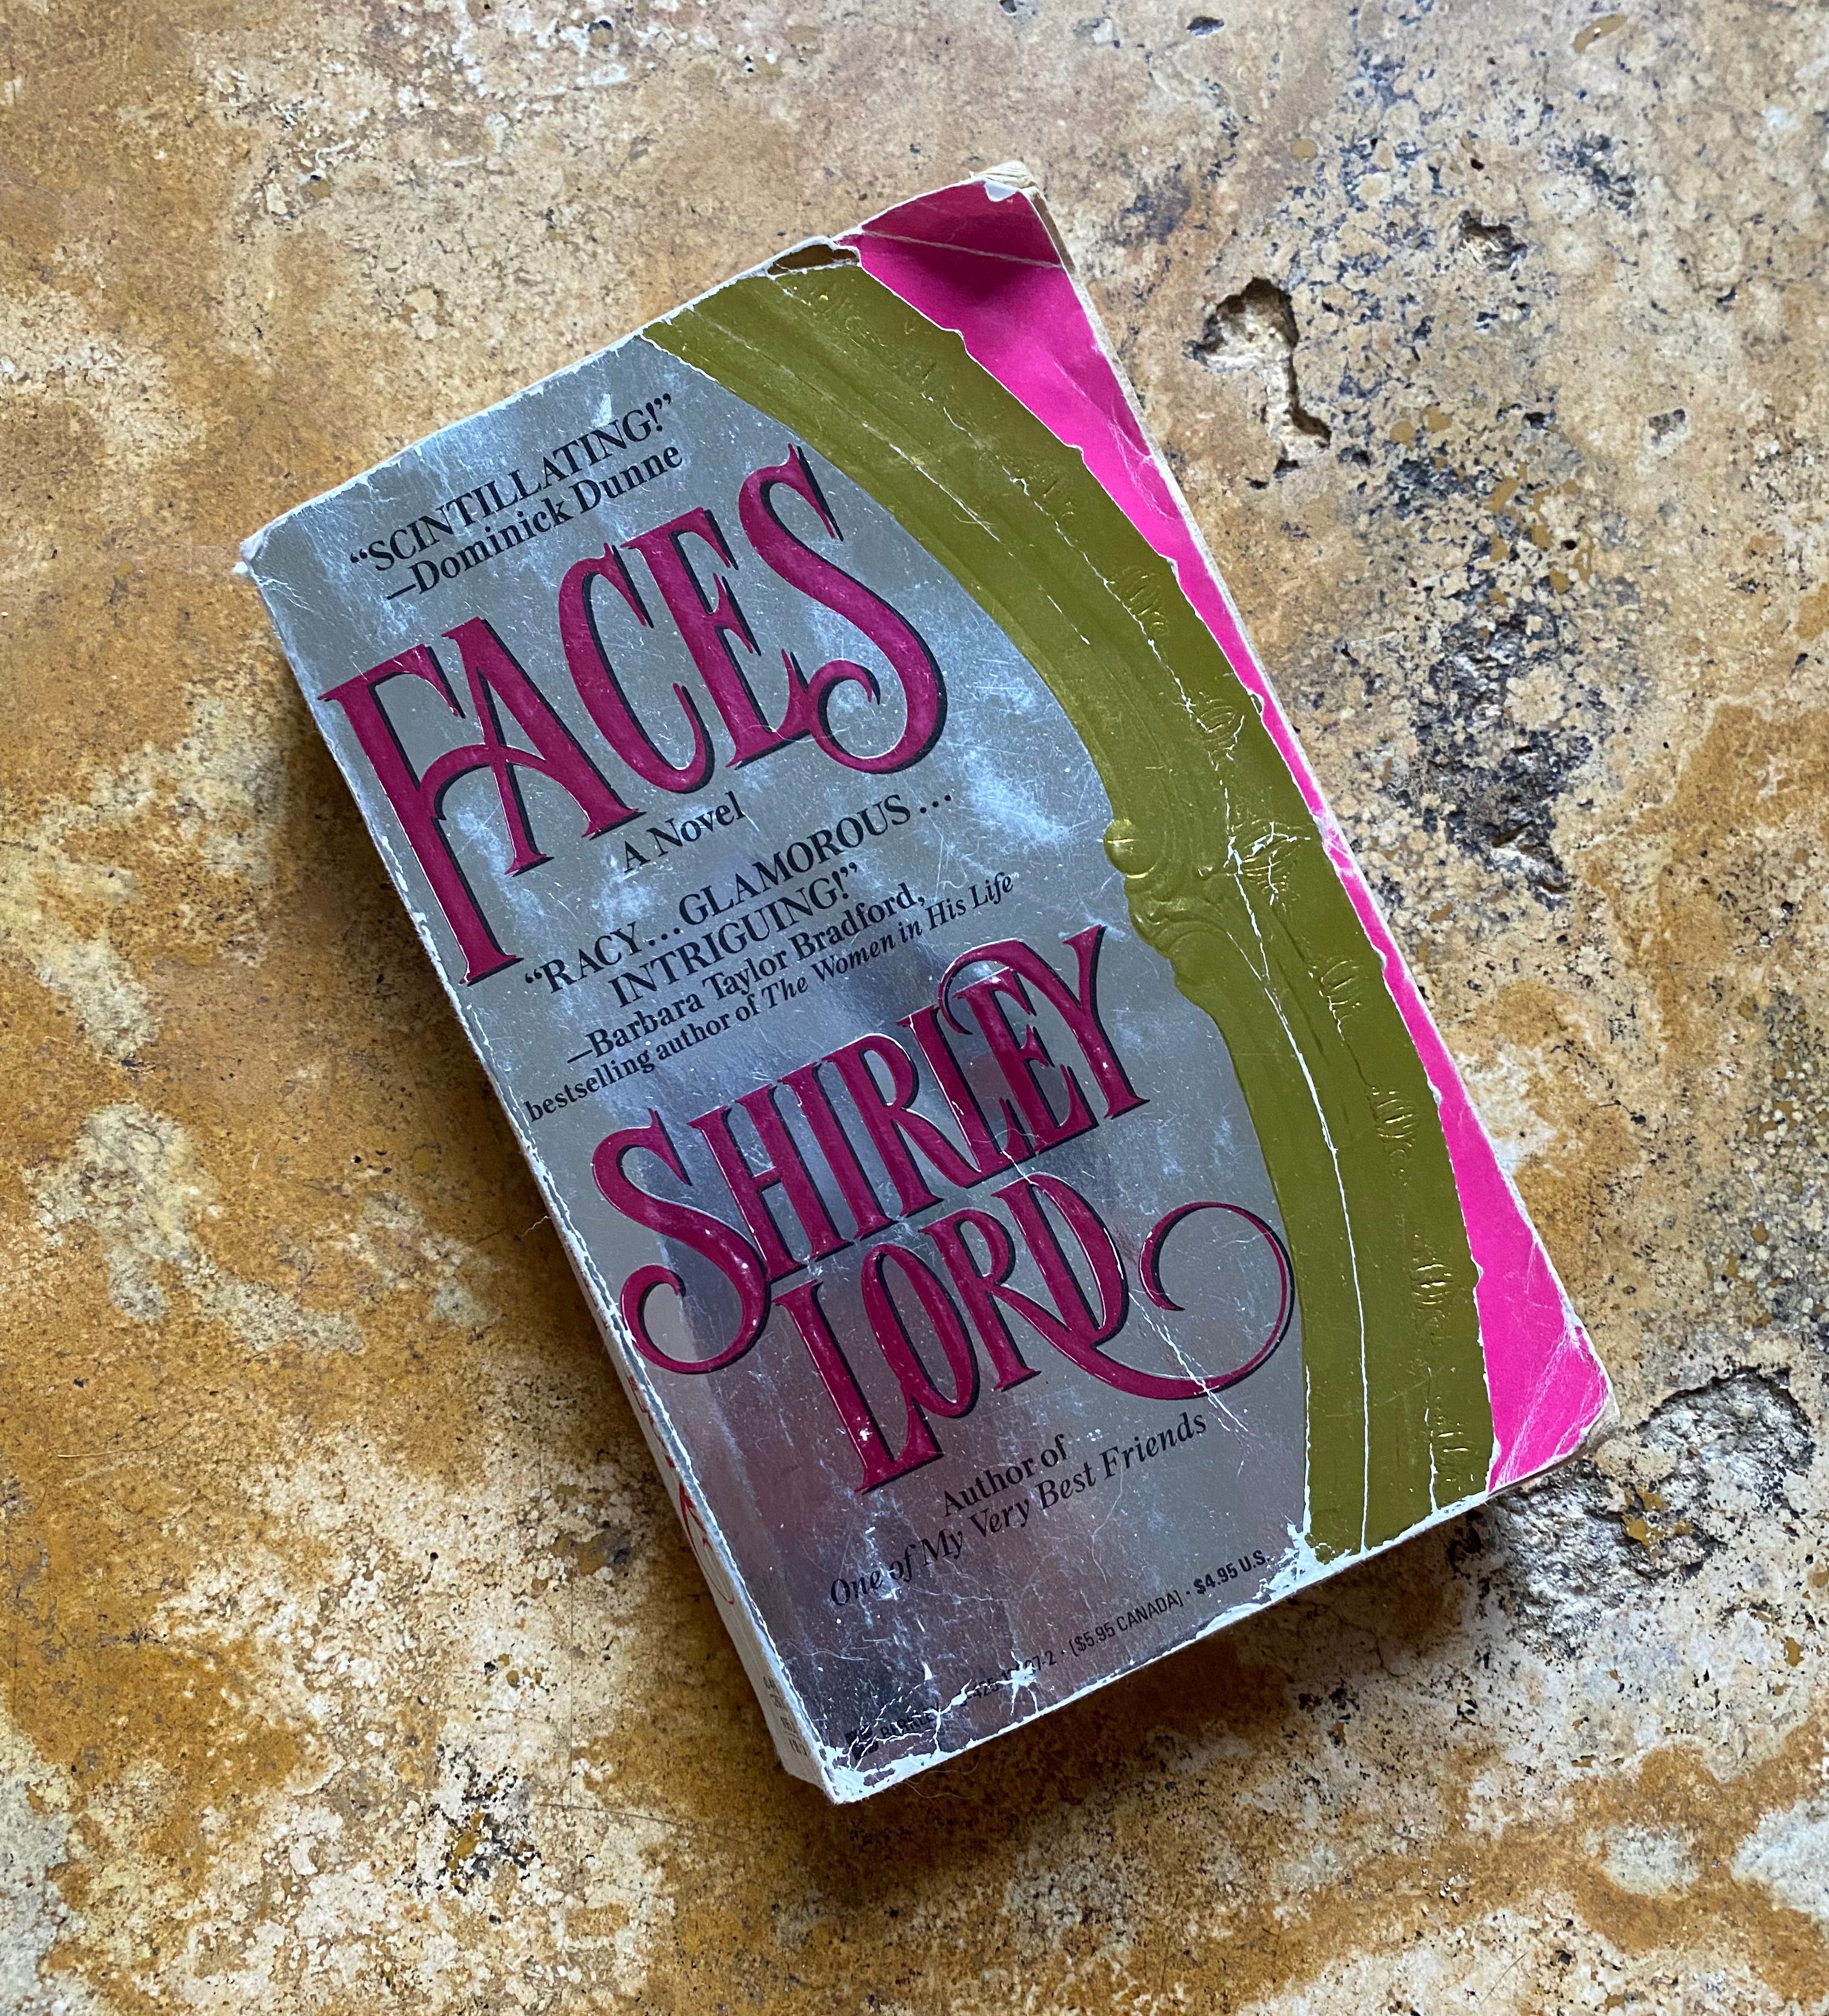 “SCINTILLATING!”
—Dominick Dunne
FACES
A Novel
“RACY...GLAMOROUS...
INTRIGUING!”
—Barbara Taylor Bradford,
bestselling author of The Women in His Life
SHIRLEY
LORD
Author of
One of My Very Best Friends
($5.95 CANADA) • $4.95 U.S.